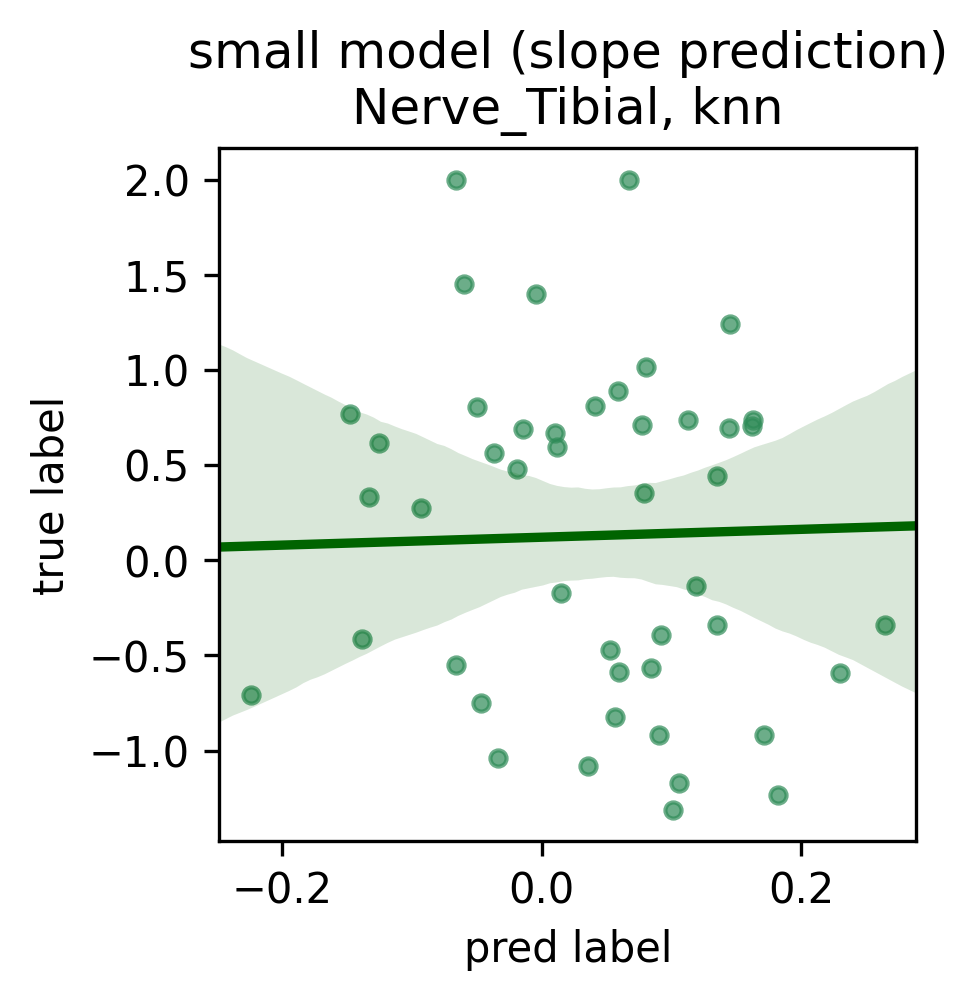 small model (slope prediction)
Nerve_Tibial, knn
2.0
1.5
1.0
0.5
0.0
−0.5
−1.0
true label
−0.2
0.0
0.2
pred label